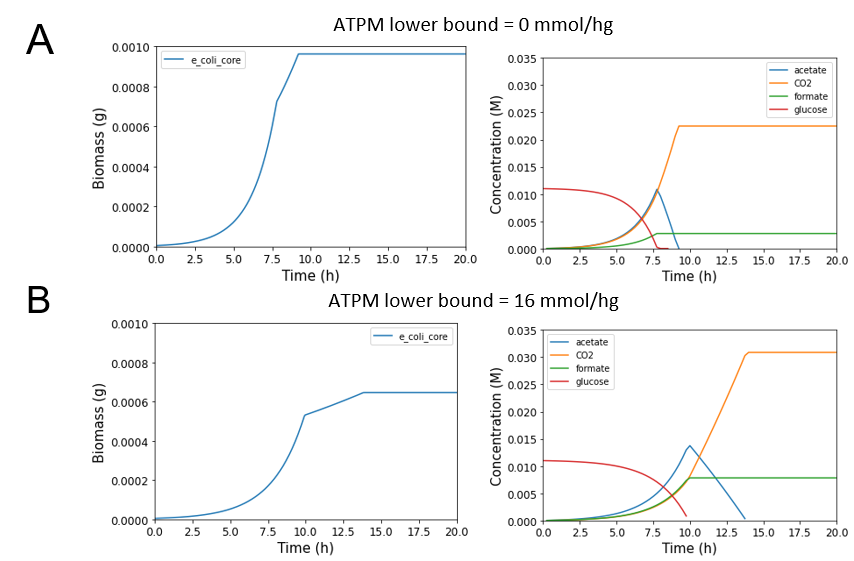 A
ATPM lower bound = 0 mmol/hg
Biomass (g)
0.0010
0.0008
0.0006
0.0004
0.0002
0.0000
e_coli_core
0.0 2.5 5.0 7.5 10.0 12.5 15.0 17.5 20.0
Time (h)
Concentration (M)
0.035
0.030
0.025
0.020
0.015
0.010
0.005
0.000
acetate
CO2
formate
glucose
0.0 2.5 5.0 7.5 10.0 12.5 15.0 17.5 20.0
Time (h)
B
ATPM lower bound = 16 mmol/hg
Biomass (g)
0.0010
0.0008
0.0006
0.0004
0.0002
0.0000
e_coli_core
0.0 2.5 5.0 7.5 10.0 12.5 15.0 17.5 20.0
Time (h)
Concentration (M)
0.035
0.030
0.025
0.020
0.015
0.010
0.005
0.000
acetate
CO2
formate
glucose
0.0 2.5 5.0 7.5 10.0 12.5 15.0 17.5 20.0
Time (h)